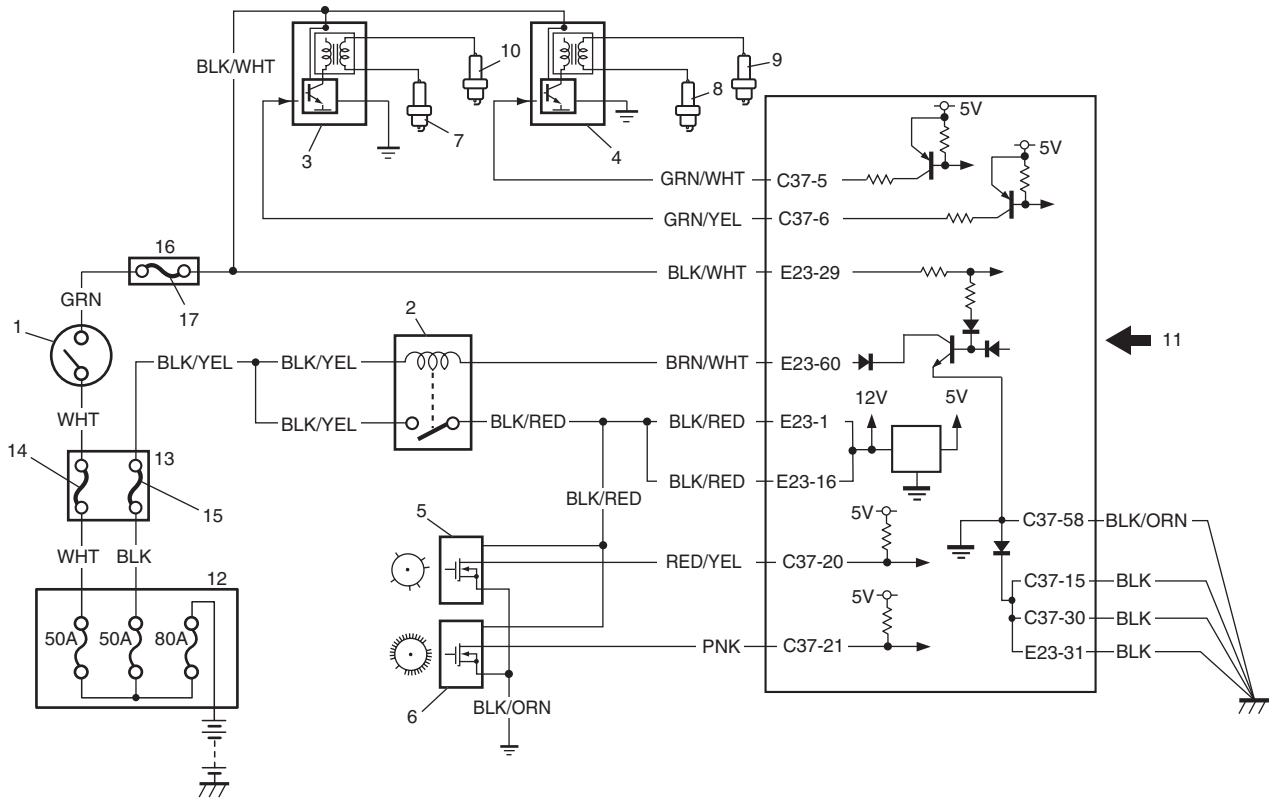 BLK/WHT
10
9
8
7
3
4
5V
5V
GRN/WHT
C37-5
GRN/YEL
C37-6
16
17
BLK/WHT
E23-29
GRN
1
2
BLK/YEL
BLK/YEL
BRN/WHT
E23-60
11
12V
5V
BLK/YEL
BLK/RED
BLK/RED
E23-1
WHT
14
13
15
BLK/RED
E23-16
BLK/RED
5
5V
C37-58
BLK/ORN
WHT
BLK
RED/YEL
C37-20
12
C37-15
BLK
5V
C37-30
BLK
50A
50A
80A
PNK
C37-21
E23-31
BLK
6
BLK/ORN